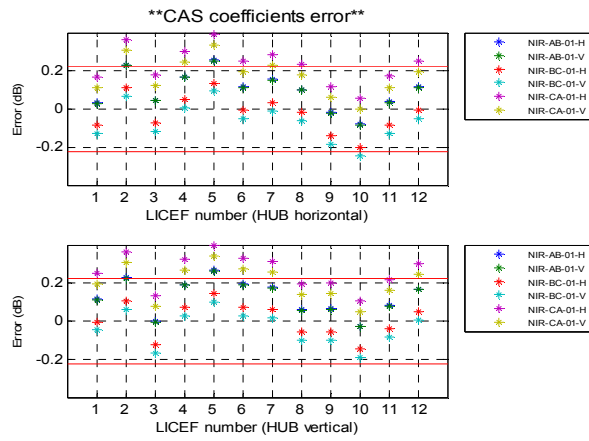 **CAS coefficients error**
0.2
0
-0.2
Error (dB)
1 2 3 4 5 6 7 8 9 10 11 12
LICEF number (HUB horizontal)
NIR-AB-01-H
NIR-AB-01-V
NIR-BC-01-H
NIR-BC-01-V
NIR-CA-01-H
NIR-CA-01-V
0.2
0
-0.2
Error (dB)
1 2 3 4 5 6 7 8 9 10 11 12
LICEF number (HUB vertical)
NIR-AB-01-H
NIR-AB-01-V
NIR-BC-01-H
NIR-BC-01-V
NIR-CA-01-H
NIR-CA-01-V